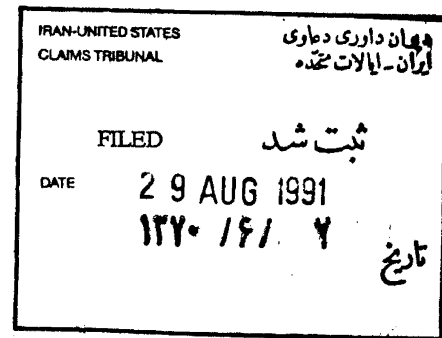 IRAN-UNITED STATES دیوان داوری دعاوی
CLAIMS TRIBUNAL ایران - ایالات متحده
FILED ثبت شد
DATE 29 AUG 1991
۱۳۷۰ /۶/ ۷
تاریخ